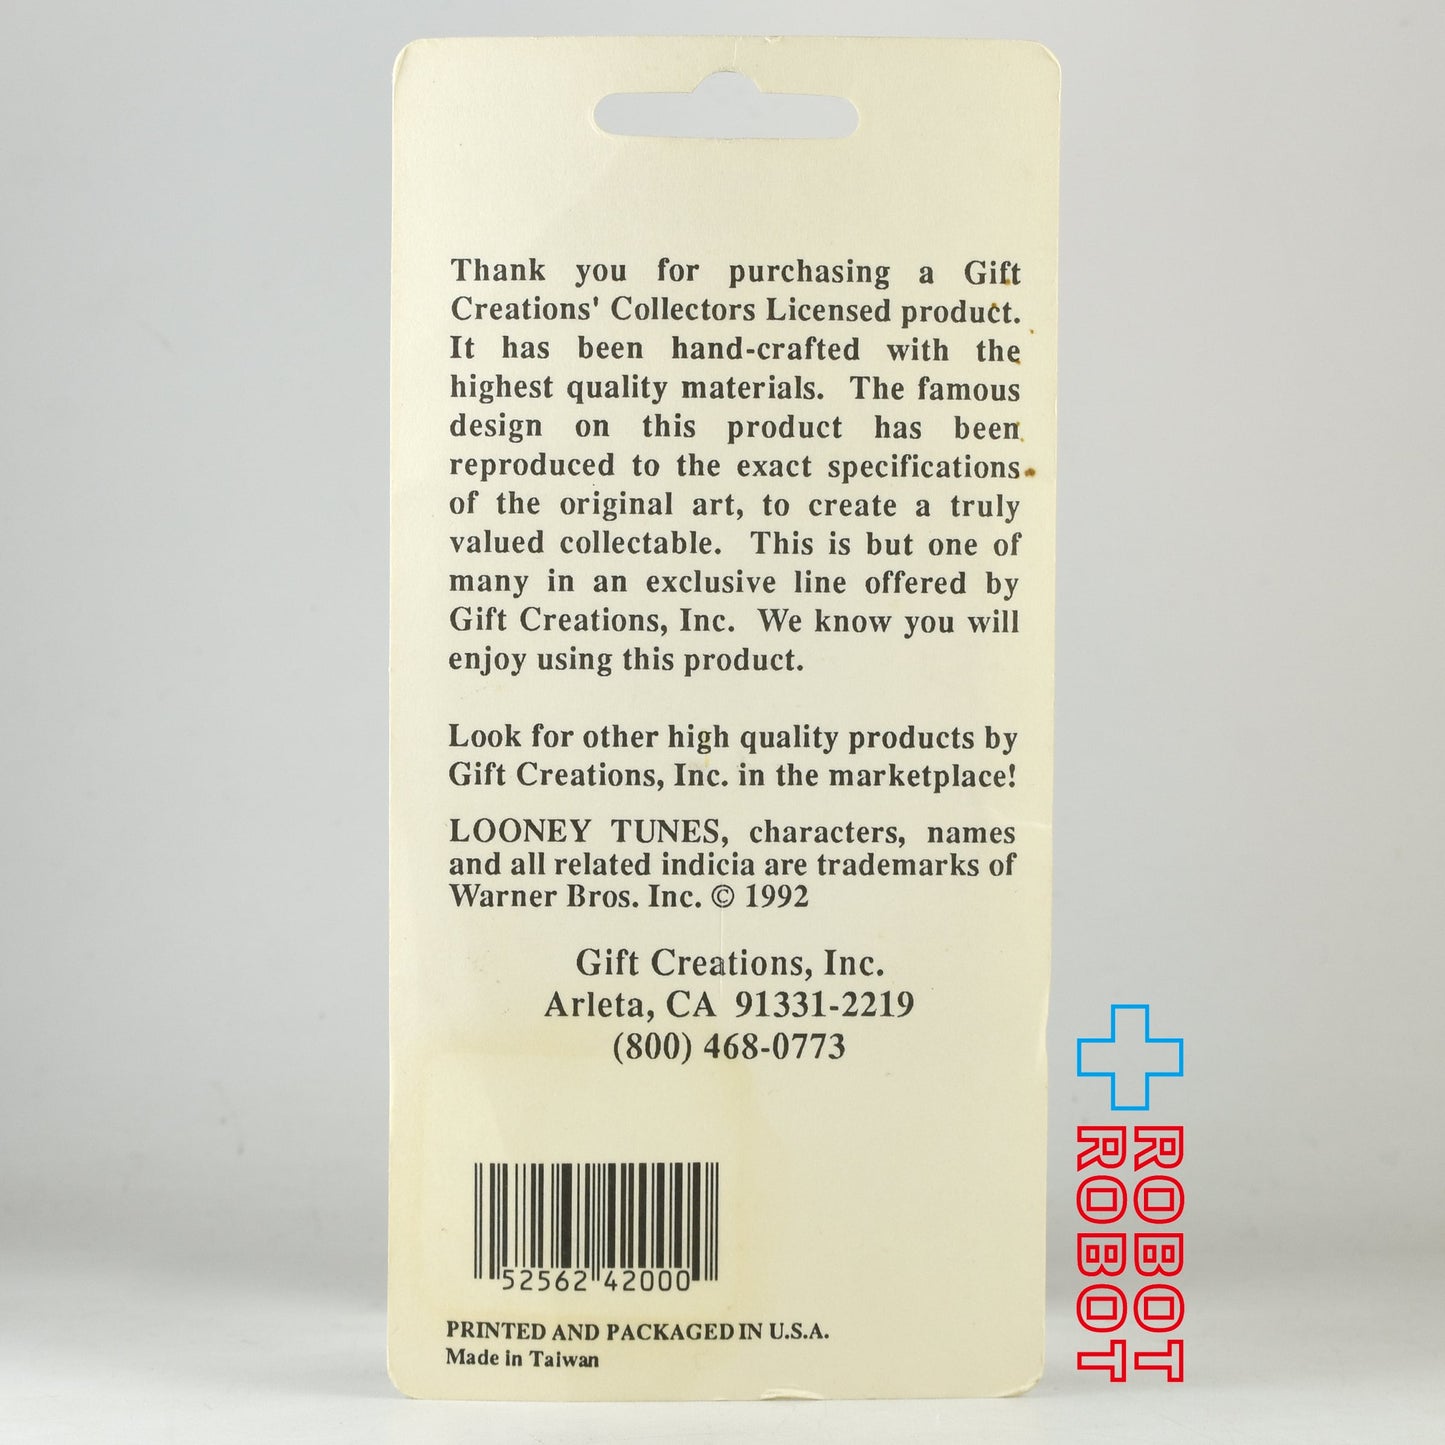 Thank you for purchasing a Gift
Creations' Collectors Licensed product.
It has been hand-crafted with the
highest quality materials. The famous
design on this product has been
reproduced to the exact specifications
of the original art, to create a truly
valued collectable. This is but one of
many in an exclusive line offered by
Gift Creations, Inc. We know you will
enjoy using this product.
Look for other high quality products by
Gift Creations, Inc. in the marketplace!
LOONEY TUNES, characters, names
and all related indicia are trademarks of
Warner Bros. Inc. © 1992
Gift Creations, Inc.
Arleta, CA 91331-2219
(800) 468-0773
52562 42000
PRINTED AND PACKAGED IN U.S.A.
Made in Taiwan
ROBOT
ROBOT